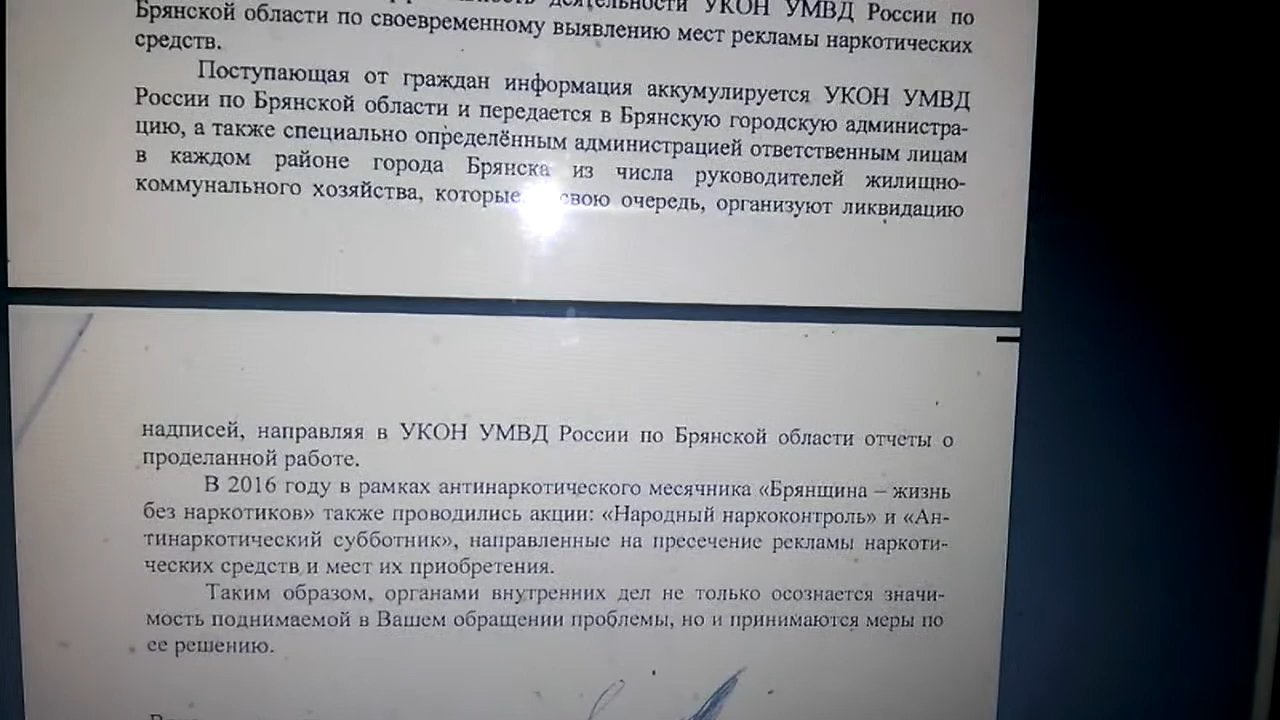 деятельности УКОН УМВД России по
Брянской области по своевременному выявлению мест рекламы наркотических
средств.
Поступающая от граждан информация аккумулируется УКОН УМВД
России по Брянской области и передается в Брянскую городскую администра-
цию, а также специально определённым администрацией ответственным лицам
в каждом районе города Брянска из числа руководителей жилищно-
коммунального хозяйства, которые свою очередь, организуют ликвидацию
надписей, направляя в УКОН УМВД России по Брянской области отчеты о
проделанной работе.
В 2016 году в рамках антинаркотического месячника «Брянщина – жизнь
без наркотиков» также проводились акции: «Народный наркоконтроль» и «Ан-
тинаркотический субботник», направленные на пресечение рекламы наркоти-
ческих средств и мест их приобретения.
Таким образом, органами внутренних дел не только осознается значи-
мость поднимаемой в Вашем обращении проблемы, но и принимаются меры по
ее решению.